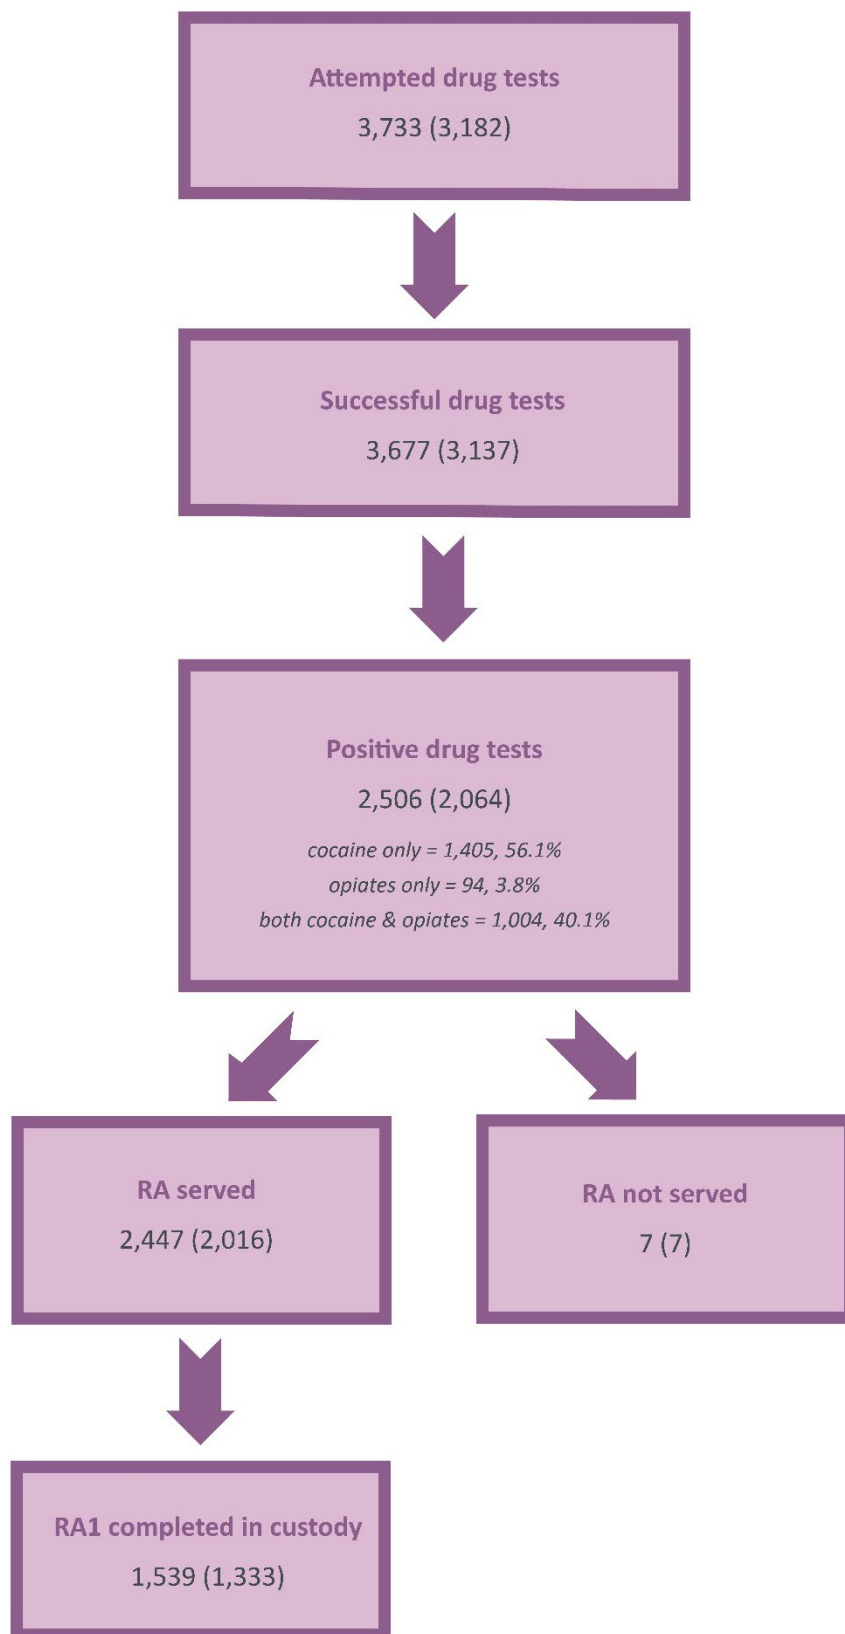 Attempted drug tests
3,733 (3,182)
Successful drug tests
3,677 (3,137)
Positive drug tests
2,506 (2,064)
cocaine only = 1,405, 56.1%
opiates only = 94, 3.8%
both cocaine & opiates = 1,004, 40.1%
RA served
2,447 (2,016)
RA not served
7 (7)
RA1 completed in custody
1,539 (1,333)